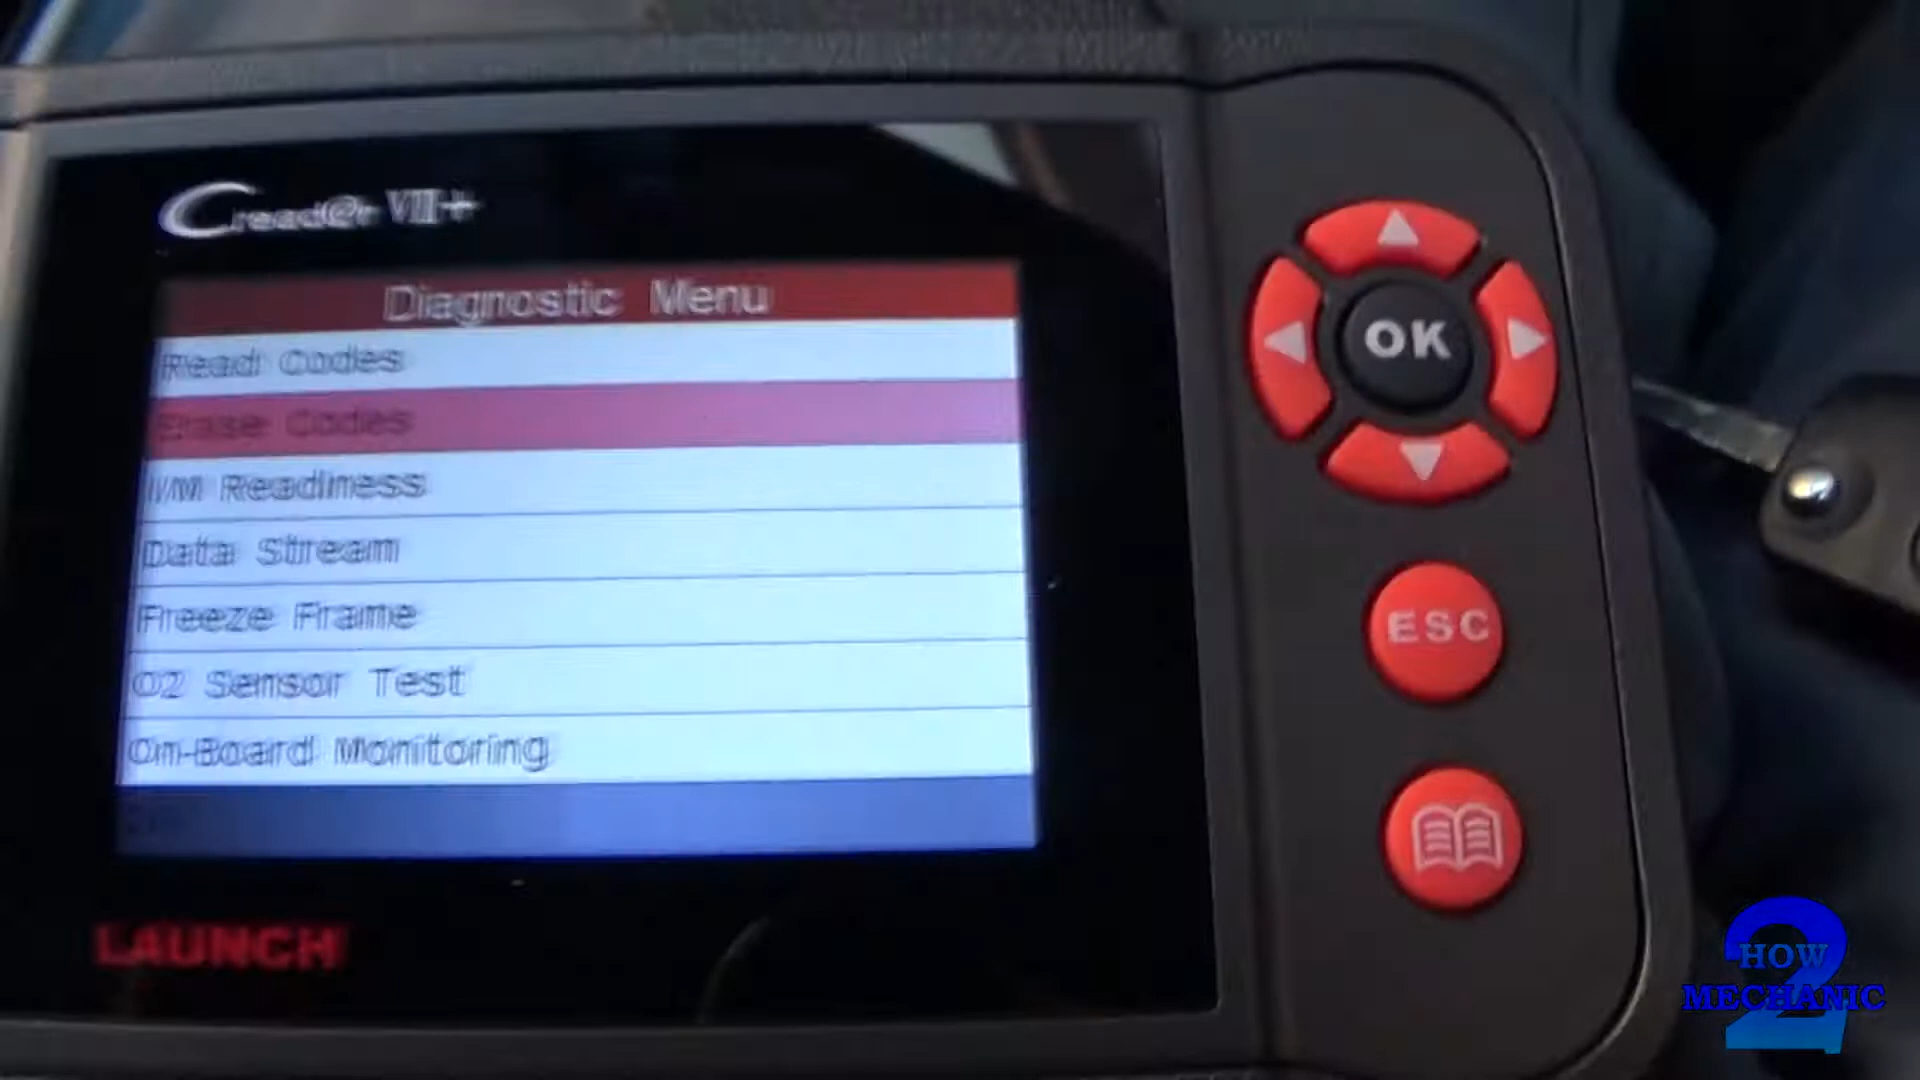 Creader VIII+
Diagnostic Menu
Read Codes
Erase Codes
I/M Readiness
Data Stream
Freeze Frame
O2 Sensor Test
On-Board Monitoring
LAUNCH
OK
ESC
HOW
2
MECHANIC